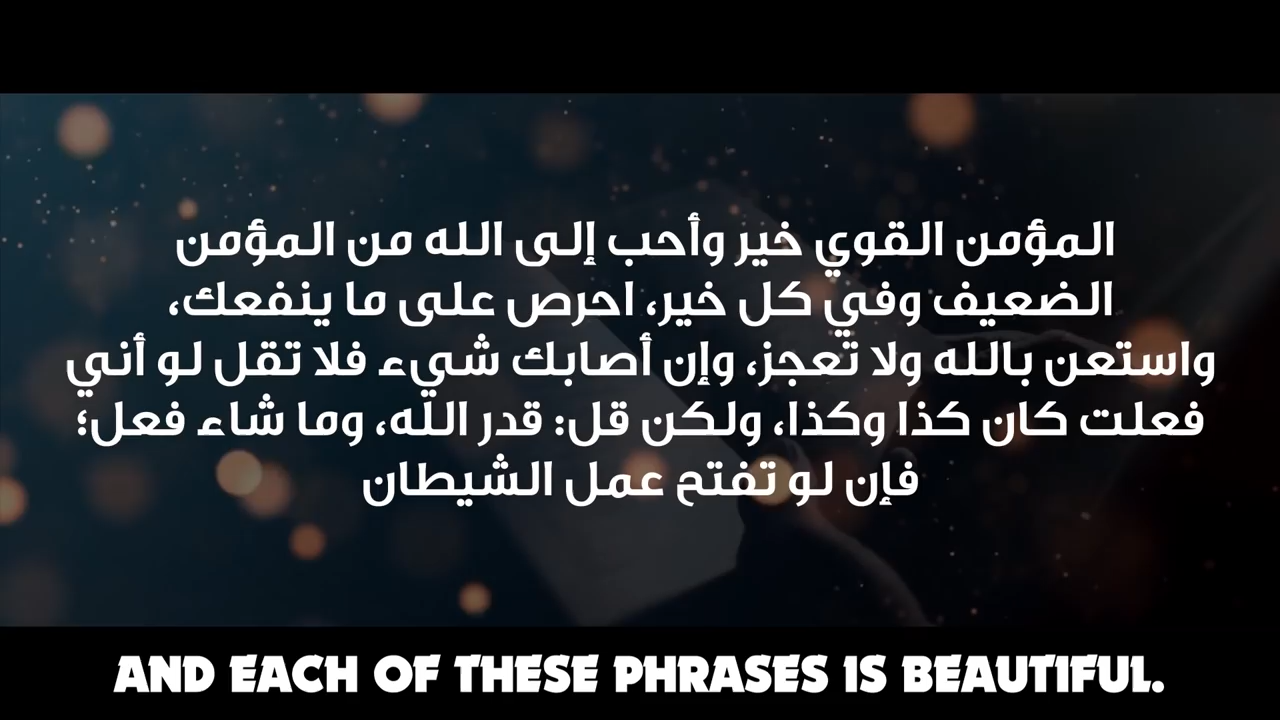 المؤمن القوي خير وأحب إلى الله من المؤمن
الضعيف وفي كل خير، احرص على ما ينفعك،
واستعن بالله ولا تعجز، وإن أصابك شيء فلا تقل لو أني
فعلت كان كذا وكذا، ولكن قل: قدر الله، وما شاء فعل؛
فإن لو تفتح عمل الشيطان
AND EACH OF THESE PHRASES IS BEAUTIFUL.